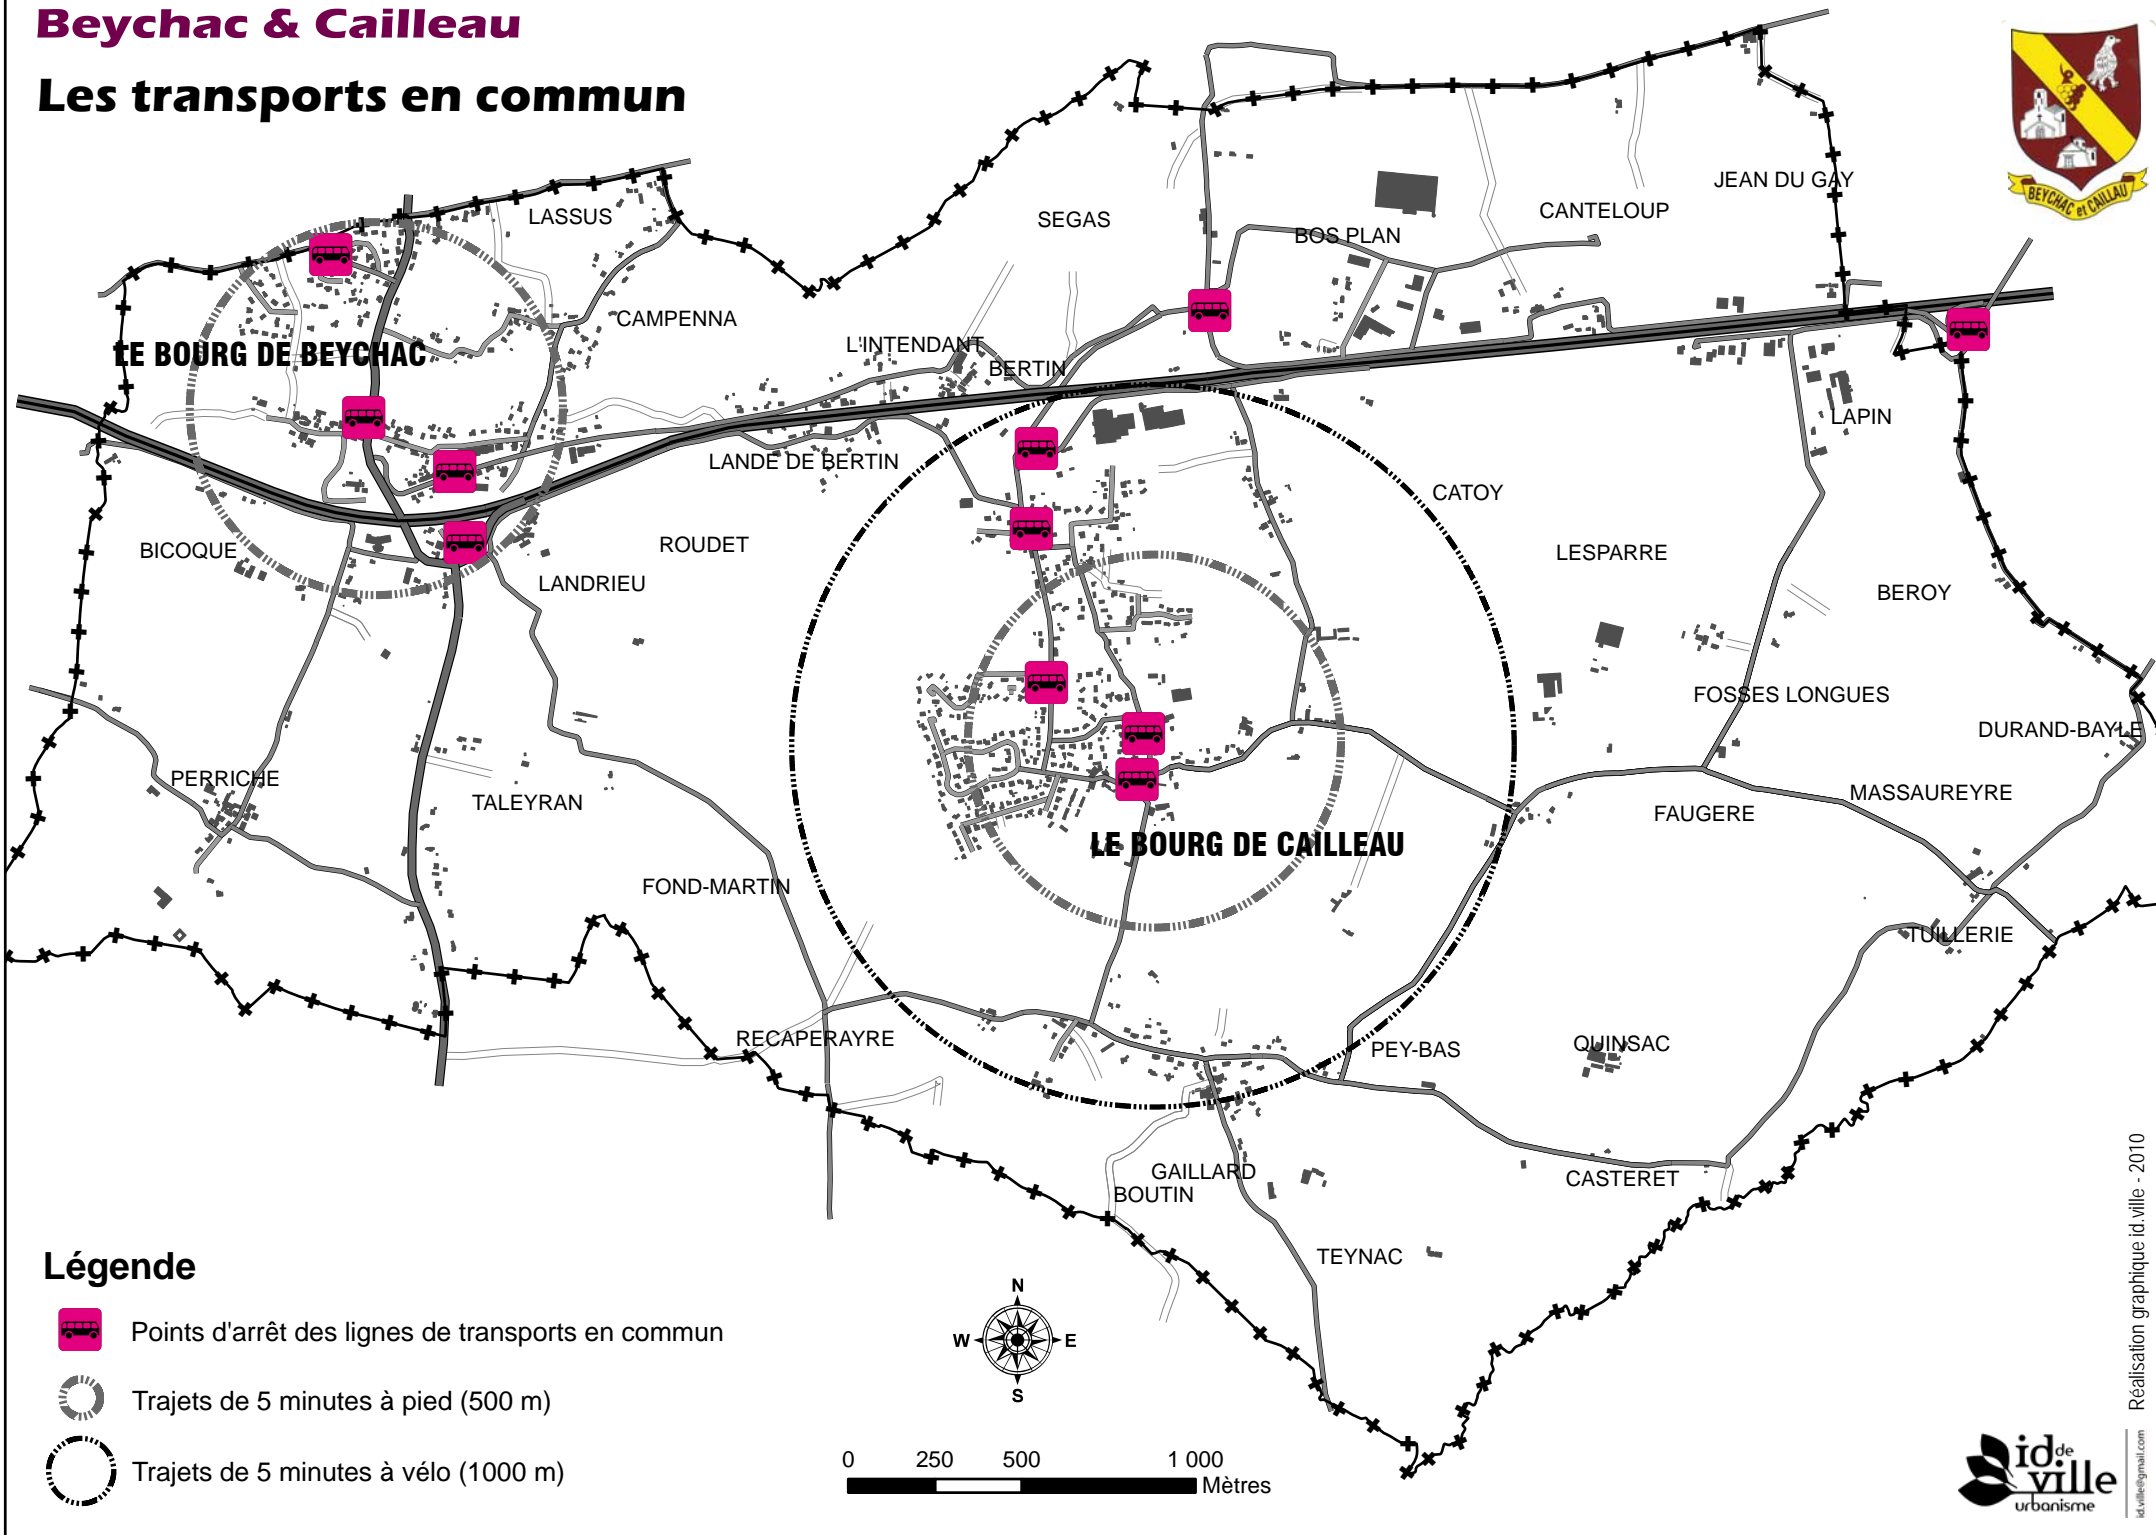 Beychac & Cailleau
Les transports en commun
BEYCHAC et CAILLAU
JEAN DU GAY
CANTELOUP
LASSUS
SEGAS
BOS PLAN
CAMPENNA
L'INTENDANT
LE BOURG DE BEYCHAC
BERTIN
LAPIN
LANDE DE BERTIN
CATOY
ROUDET
BICOQUE
LESPARRE
LANDRIEU
BEROY
FOSSES LONGUES
DURAND-BAYLE
PERRICHE
TALEYRAN
MASSAUREYRE
FAUGERE
LE BOURG DE CAILLEAU
FOND-MARTIN
TUILLERIE
RECAPERAYRE
PEY-BAS
QUINSAC
GAILLARD
CASTERET
BOUTIN
TEYNAC
Légende
Points d'arrêt des lignes de transports en commun
Trajets de 5 minutes à pied (500 m)
Trajets de 5 minutes à vélo (1000 m)
N
W E
S
0 250 500 1 000
Mètres
Réalisation graphique id.ville - 2010
id de
ville
urbanisme
id.ville@gmail.com